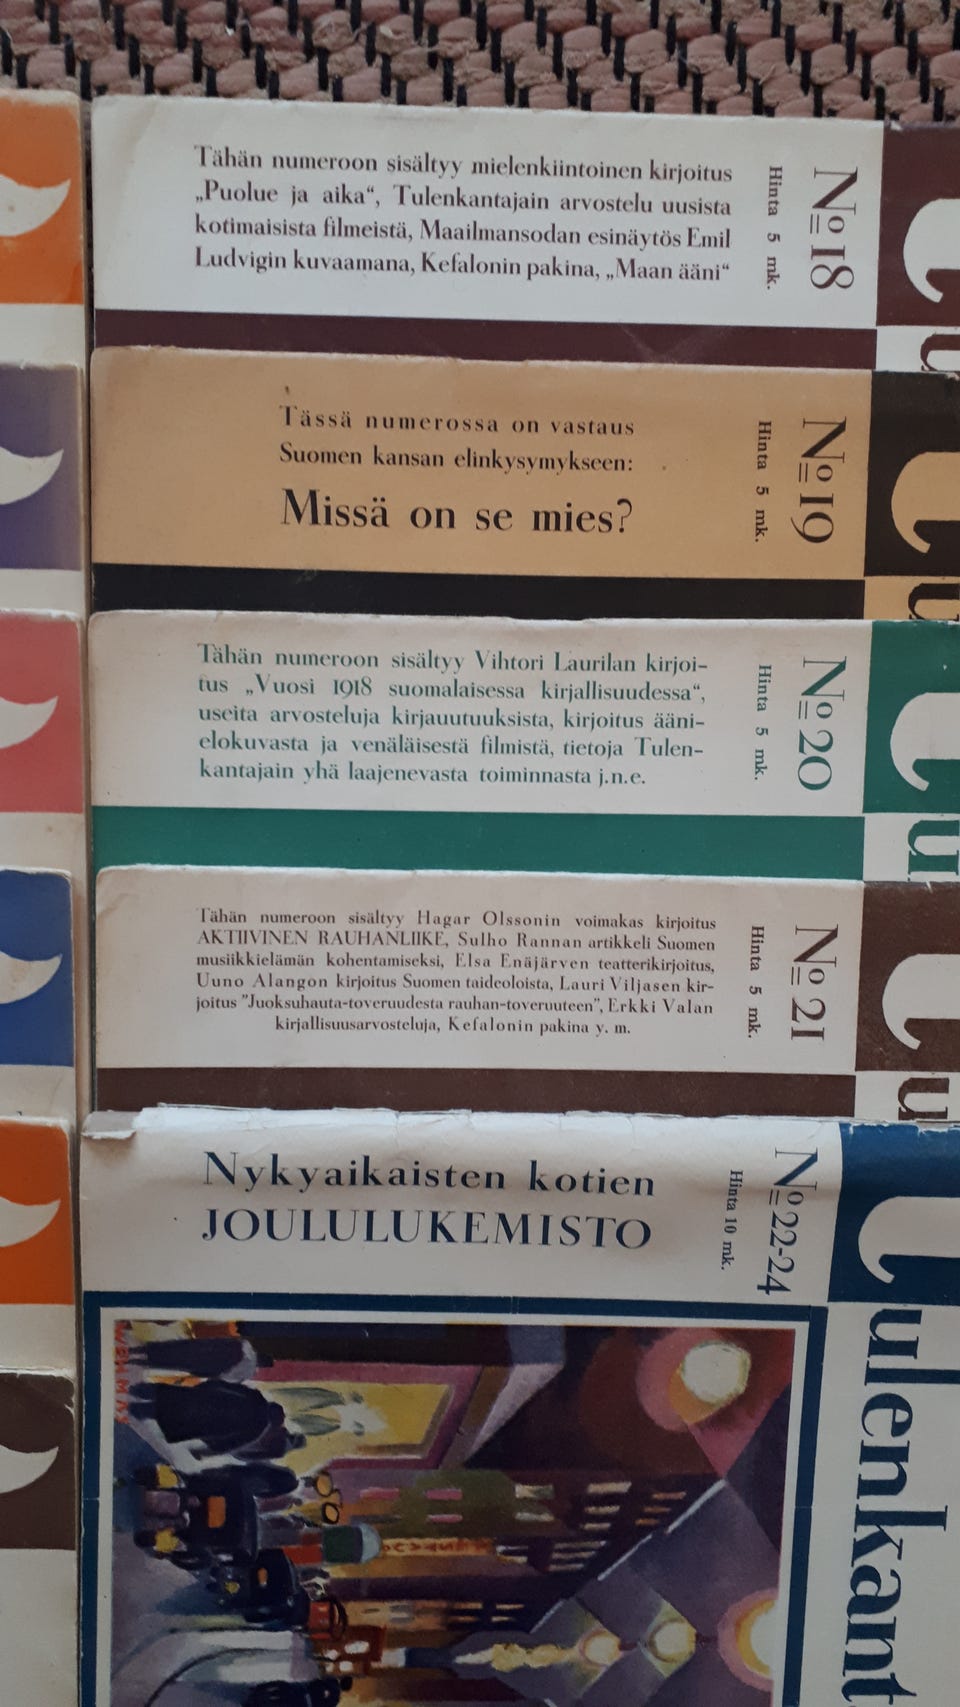 Tähän numeroon sisältyy mielenkiintoinen kirjoitus
„Puolue ja aika“, Tulenkantajain arvostelu uusista
kotimaisista filmeistä, Maailmansodan esinäytös Emil
Ludvigin kuvaamana, Kefalonin pakina, „Maan ääni“
Hinta 5 mk.
No 18
Tu
Tässä numerossa on vastaus
Suomen kansan elinkysymykseen:
Missä on se mies?
Hinta 5 mk.
No 19
Tu
Tähän numeroon sisältyy Vihtori Laurilan kirjoi-
tus „Vuosi 1918 suomalaisessa kirjallisuudessa“,
useita arvosteluja kirjauutuuksista, kirjoitus ääni-
elokuvasta ja venäläisestä filmistä, tietoja Tulen-
kantajain yhä laajenevasta toiminnasta j.n.e.
Hinta 5 mk.
No 20
Tu
Tähän numeroon sisältyy Hagar Olssonin voimakas kirjoitus
AKTIIVINEN RAUHANLIIKE, Sulho Rannan artikkeli Suomen
musiikkielämän kohentamiseksi, Elsa Enäjärven teatterikirjoitus,
Uuno Alangon kirjoitus Suomen taideoloista, Lauri Viljasen kir-
joitus "Juoksuhauta-toveruudesta rauhan-toveruuteen", Erkki Valan
kirjallisuusarvosteluja, Kefalonin pakina y. m.
Hinta 5 mk.
No 21
Tu
Nykyaikaisten kotien
JOULULUKEMISTO
Hinta 10 mk.
No 22-24
Tulenkant